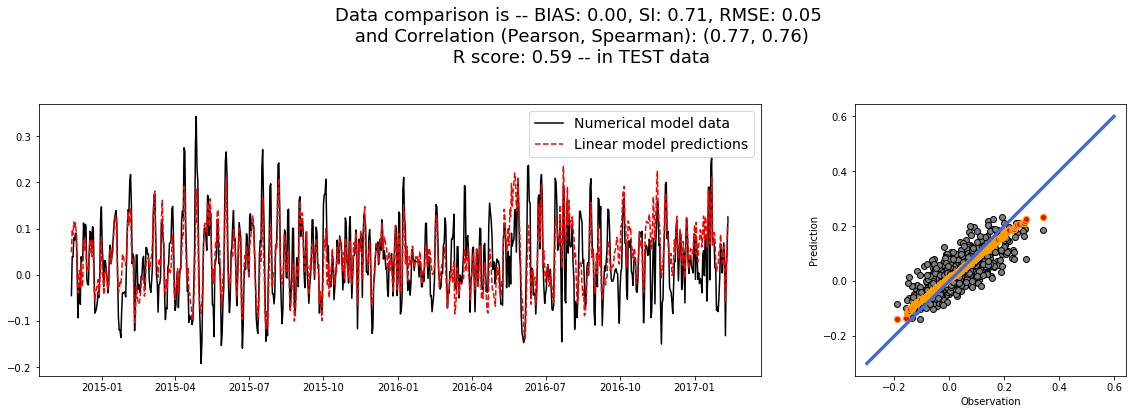 Data comparison is -- BIAS: 0.00, SI: 0.71, RMSE: 0.05
and Correlation (Pearson, Spearman): (0.77, 0.76)
R score: 0.59 -- in TEST data
Numerical model data
Linear model predictions
0.3
0.2
0.1
0.0
−0.1
−0.2
2015-01 2015-04 2015-07 2015-10 2016-01 2016-04 2016-07 2016-10 2017-01
Prediction
0.6
0.4
0.2
0.0
−0.2
−0.2 0.0 0.2 0.4 0.6
Observation